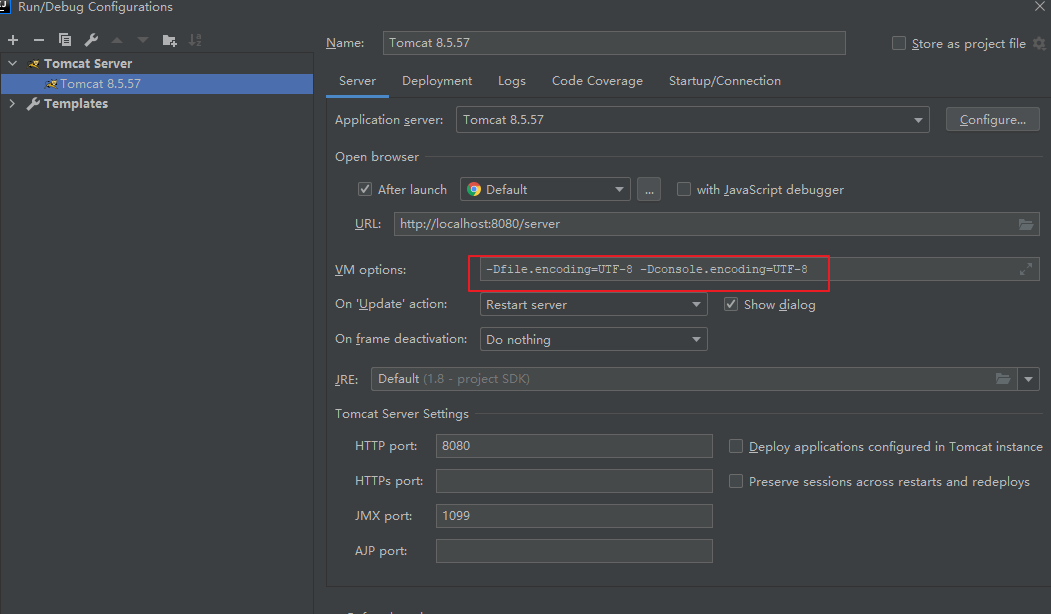 Run/Debug Configurations
Name: Tomcat 8.5.57 Store as project file
Tomcat Server
Tomcat 8.5.57
Templates
Server Deployment Logs Code Coverage Startup/Connection
Application server: Tomcat 8.5.57 Configure...
Open browser
After launch Default ... with JavaScript debugger
URL: http://localhost:8080/server
VM options: -Dfile.encoding=UTF-8 -Dconsole.encoding=UTF-8
On 'Update' action: Restart server Show dialog
On frame deactivation: Do nothing
JRE: Default (1.8 - project SDK)
Tomcat Server Settings
HTTP port: 8080 Deploy applications configured in Tomcat instance
HTTPs port: Preserve sessions across restarts and redeploys
JMX port: 1099
AJP port: